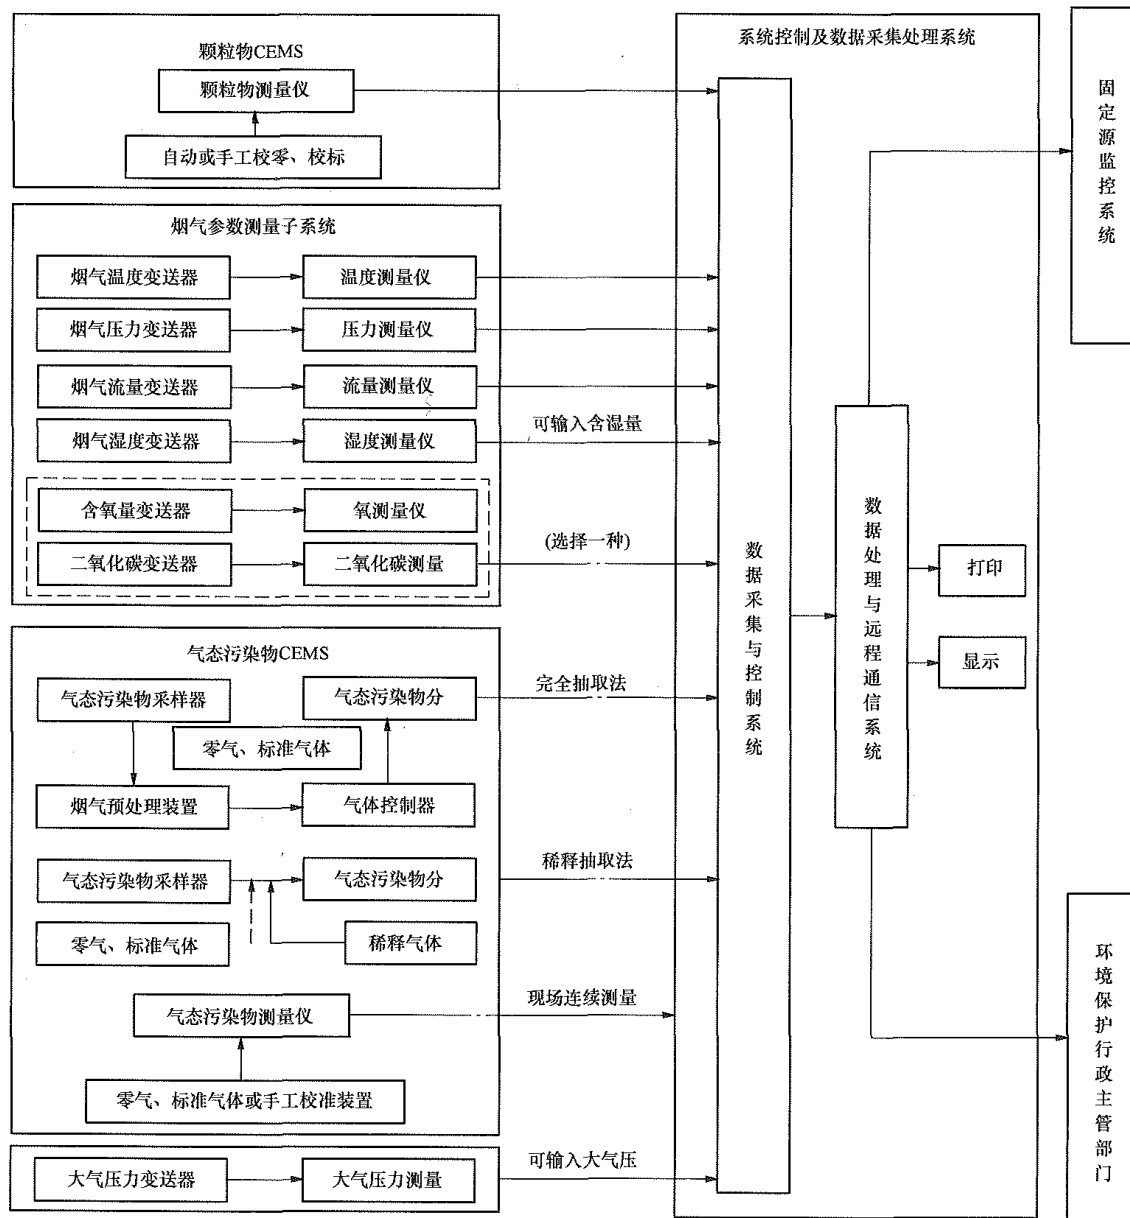 颗粒物CEMS
颗粒物测量仪
自动或手工校零、校标
烟气参数测量子系统
烟气温度变送器
温度测量仪
烟气压力变送器
压力测量仪
烟气流量变送器
流量测量仪
烟气湿度变送器
湿度测量仪
可输入含湿量
含氧量变送器
氧测量仪
二氧化碳变送器
二氧化碳测量
(选择一种)
气态污染物CEMS
气态污染物采样器
气态污染物分
完全抽取法
零气、标准气体
烟气预处理装置
气体控制器
气态污染物采样器
气态污染物分
稀释抽取法
零气、标准气体
稀释气体
气态污染物测量仪
现场连续测量
零气、标准气体或手工校准装置
大气压力变送器
大气压力测量
可输入大气压
系统控制及数据采集处理系统
数据采集与控制系统
数据处理与远程通信系统
打印
显示
固定源监控系统
环境保护行政主管部门